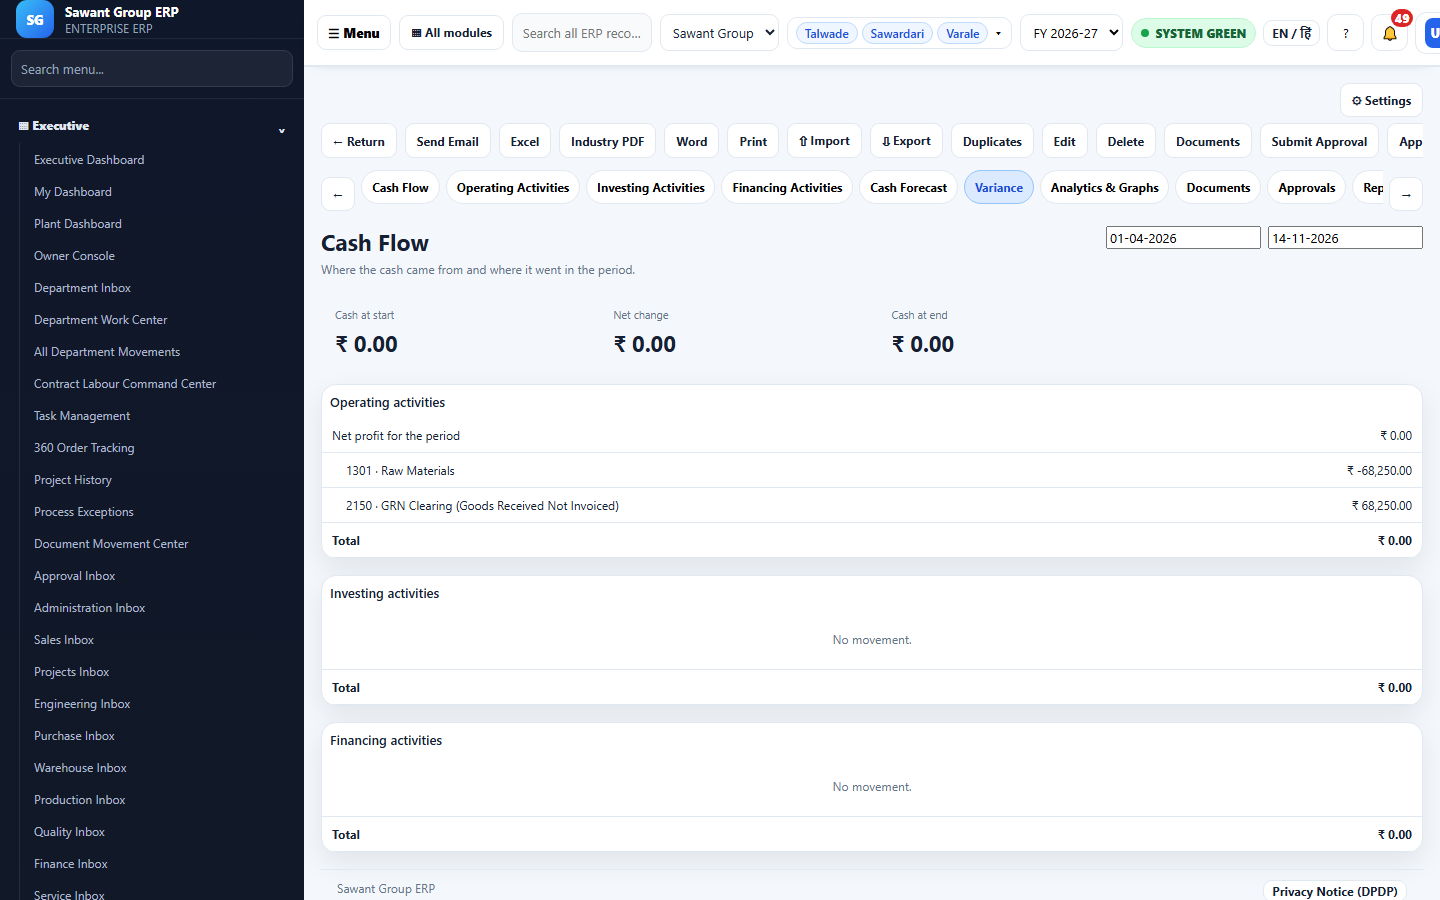 SG
Sawant Group ERP
ENTERPRISE ERP
☰ Menu
All modules
Search all ERP reco...
Sawant Group
Talwade
Sawardari
Varale
FY 2026-27
SYSTEM GREEN
EN / हिं
?
49
Search menu...
Executive
Executive Dashboard
My Dashboard
Plant Dashboard
Owner Console
Department Inbox
Department Work Center
All Department Movements
Contract Labour Command Center
Task Management
360 Order Tracking
Project History
Process Exceptions
Document Movement Center
Approval Inbox
Administration Inbox
Sales Inbox
Projects Inbox
Engineering Inbox
Purchase Inbox
Warehouse Inbox
Production Inbox
Quality Inbox
Finance Inbox
Service Inbox
⚙ Settings
← Return
Send Email
Excel
Industry PDF
Word
Print
⇧ Import
⇩ Export
Duplicates
Edit
Delete
Documents
Submit Approval
App
←
Cash Flow
Operating Activities
Investing Activities
Financing Activities
Cash Forecast
Variance
Analytics & Graphs
Documents
Approvals
Rep
→
Cash Flow
01-04-2026
14-11-2026
Where the cash came from and where it went in the period.
Cash at start
₹ 0.00
Net change
₹ 0.00
Cash at end
₹ 0.00
Operating activities
Net profit for the period ₹ 0.00
1301 · Raw Materials ₹ -68,250.00
2150 · GRN Clearing (Goods Received Not Invoiced) ₹ 68,250.00
Total ₹ 0.00
Investing activities
No movement.
Total ₹ 0.00
Financing activities
No movement.
Total ₹ 0.00
Sawant Group ERP
Privacy Notice (DPDP)